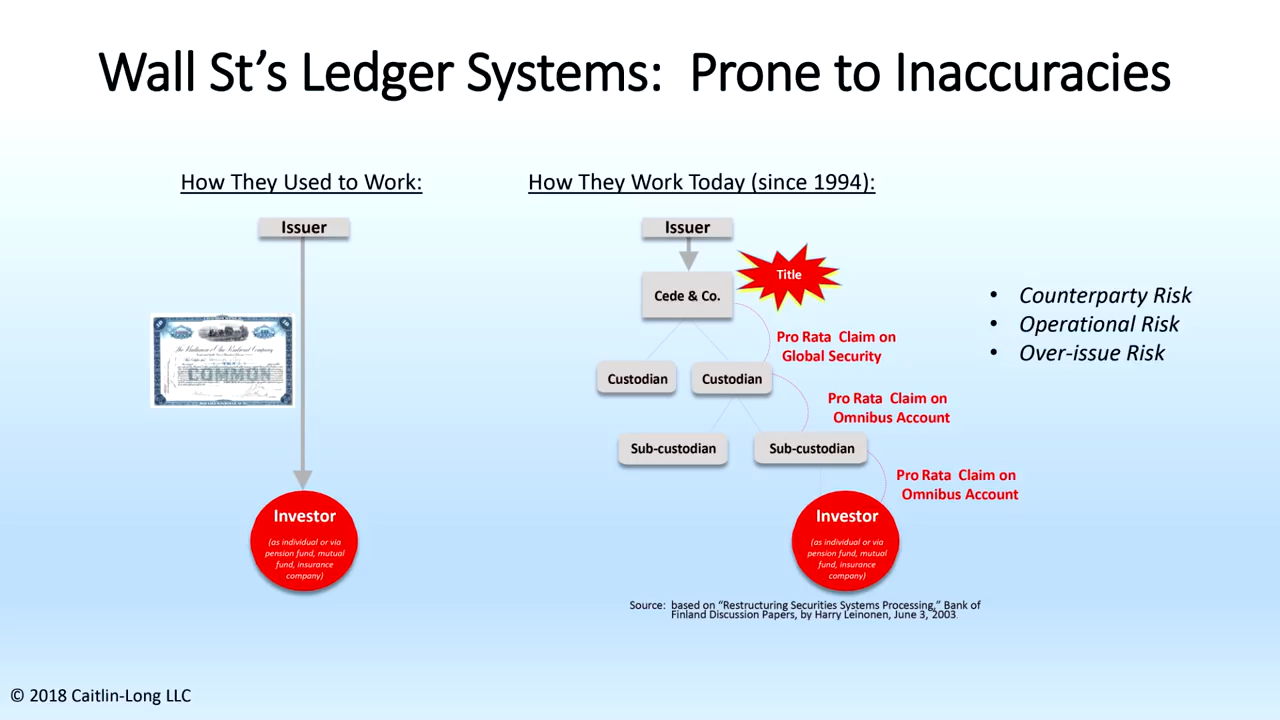 Wall St’s Ledger Systems:  Prone to Inaccuracies
How They Used to Work:
Issuer
COMMON
Investor
(as individual or via
pension fund, mutual
fund, insurance
company)
How They Work Today (since 1994):
Issuer
Title
Cede & Co.
Pro Rata  Claim on
Global Security
Custodian
Custodian
Pro Rata  Claim on
Omnibus Account
Sub-custodian
Sub-custodian
Pro Rata  Claim on
Omnibus Account
Investor
(as individual or via
pension fund, mutual
fund, insurance
company)
• Counterparty Risk
• Operational Risk
• Over-issue Risk
Source:  based on “Restructuring Securities Systems Processing,” Bank of
Finland Discussion Papers, by Harry Leinonen, June 3, 2003.
© 2018 Caitlin-Long LLC